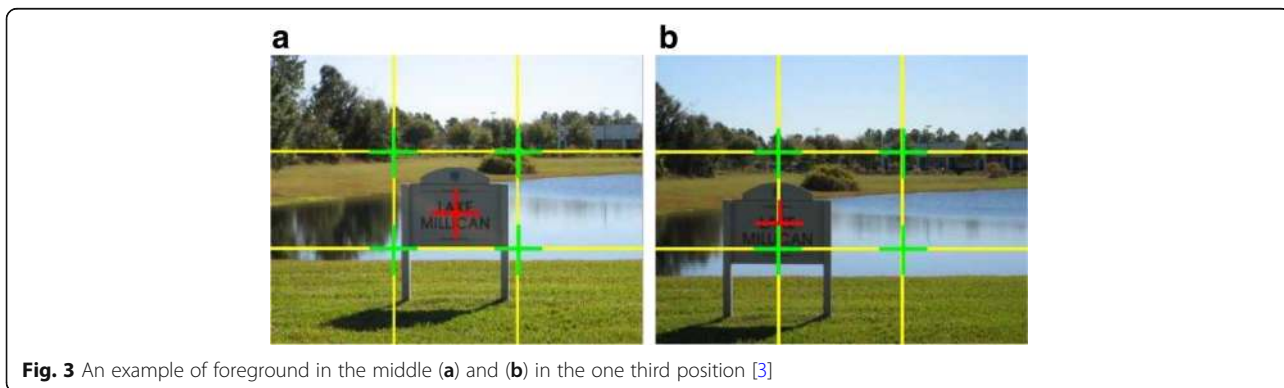 a b
LAKE
MILLICAN
MILLICAN
Fig. 3 An example of foreground in the middle (a) and (b) in the one third position [3]